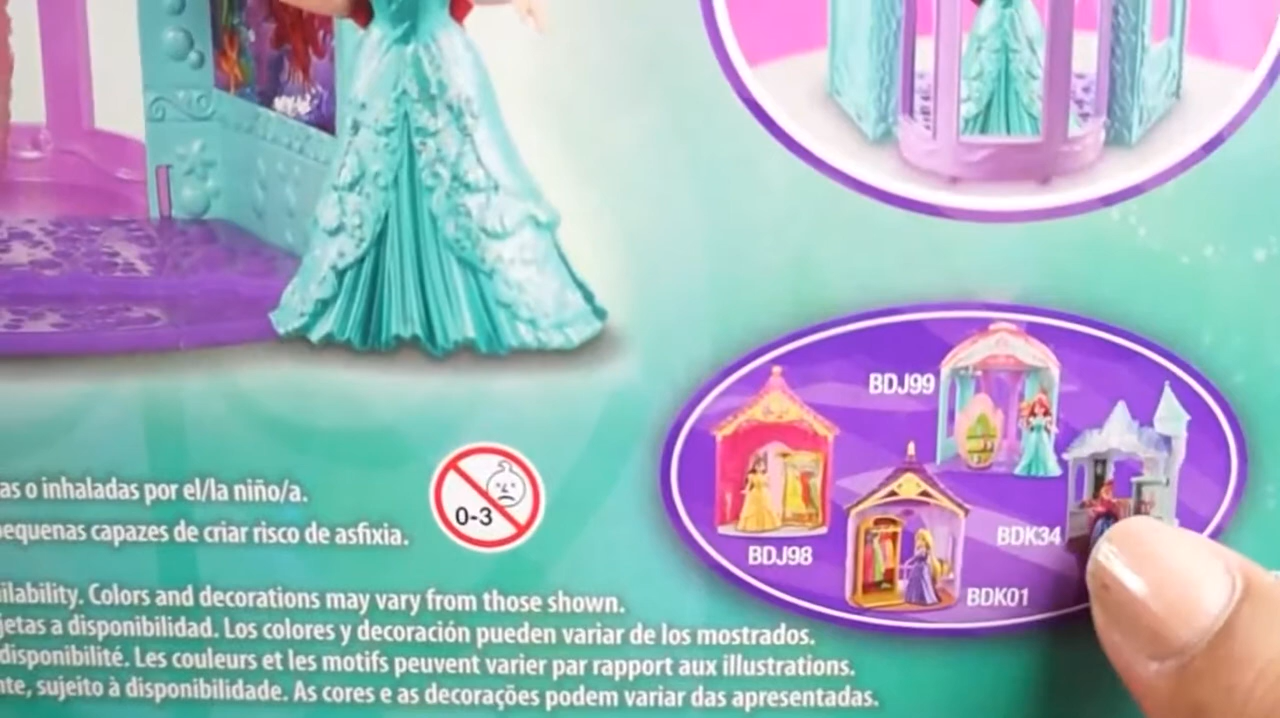 BDJ99
BDJ98
BDK34
BDK01
0-3
as o inhaladas por el/la niño/a.
equenas capazes de criar risco de asfixia.
ilability. Colors and decorations may vary from those shown.
jetas a disponibilidad. Los colores y decoración pueden variar de los mostrados.
disponibilité. Les couleurs et les motifs peuvent varier par rapport aux illustrations.
nte, sujeito à disponibilidade. As cores e as decorações podem variar das apresentadas.